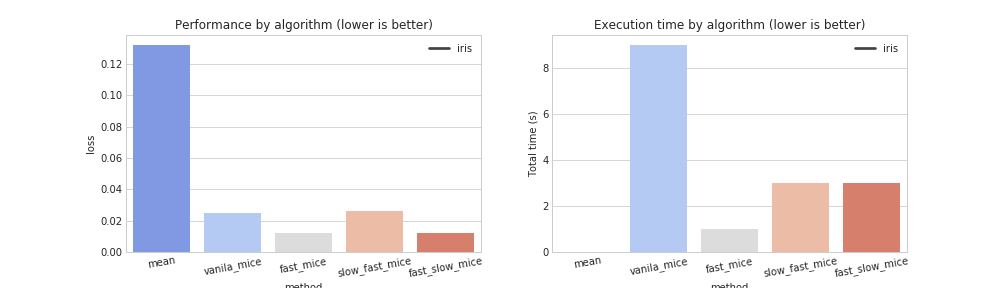 Performance by algorithm (lower is better)
iris
0.12
0.10
0.08
0.06
0.04
0.02
0.00
loss
mean
vanila_mice
fast_mice
slow_fast_mice
fast_slow_mice
method
Execution time by algorithm (lower is better)
iris
8
6
4
2
0
Total time (s)
mean
vanila_mice
fast_mice
slow_fast_mice
fast_slow_mice
method